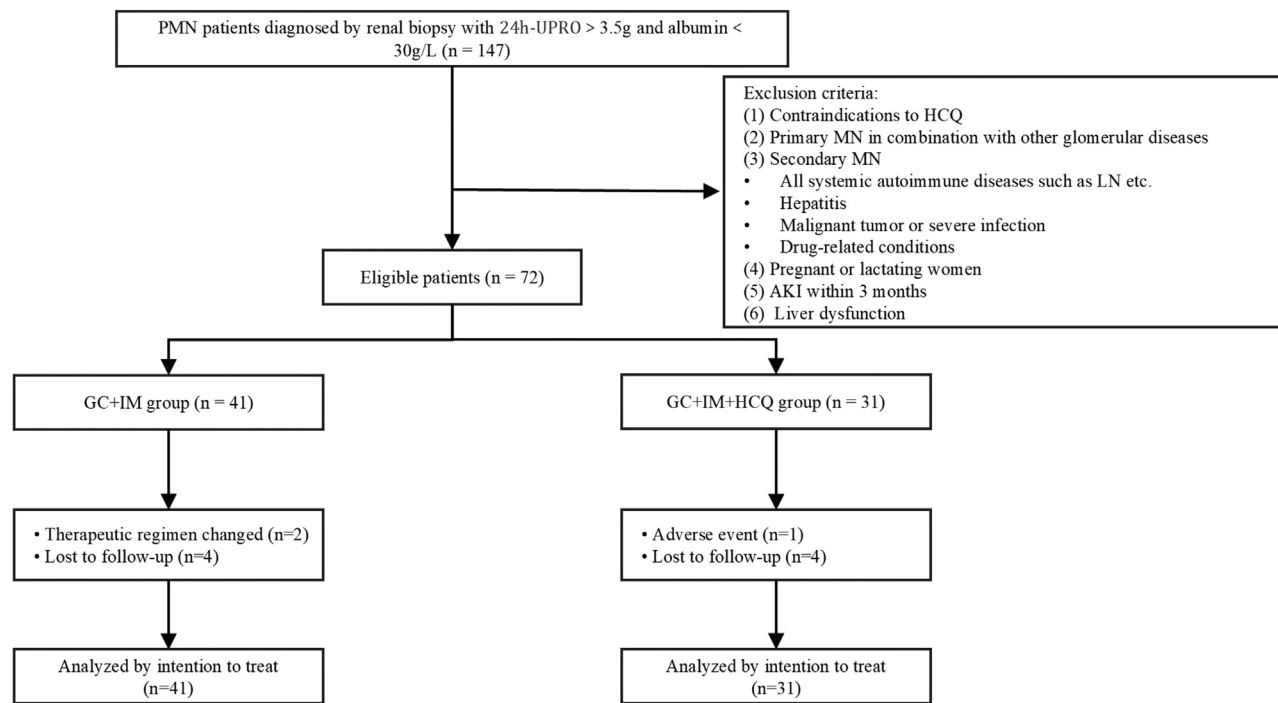 PMN patients diagnosed by renal biopsy with 24h-UPRO > 3.5g and albumin <
30g/L (n = 147)
Exclusion criteria:
(1) Contraindications to HCQ
(2) Primary MN in combination with other glomerular diseases
(3) Secondary MN
• All systemic autoimmune diseases such as LN etc.
• Hepatitis
• Malignant tumor or severe infection
• Drug-related conditions
(4) Pregnant or lactating women
(5) AKI within 3 months
(6) Liver dysfunction
Eligible patients (n = 72)
GC+IM group (n = 41)
GC+IM+HCQ group (n = 31)
• Therapeutic regimen changed (n=2)
• Lost to follow-up (n=4)
• Adverse event (n=1)
• Lost to follow-up (n=4)
Analyzed by intention to treat
(n=41)
Analyzed by intention to treat
(n=31)